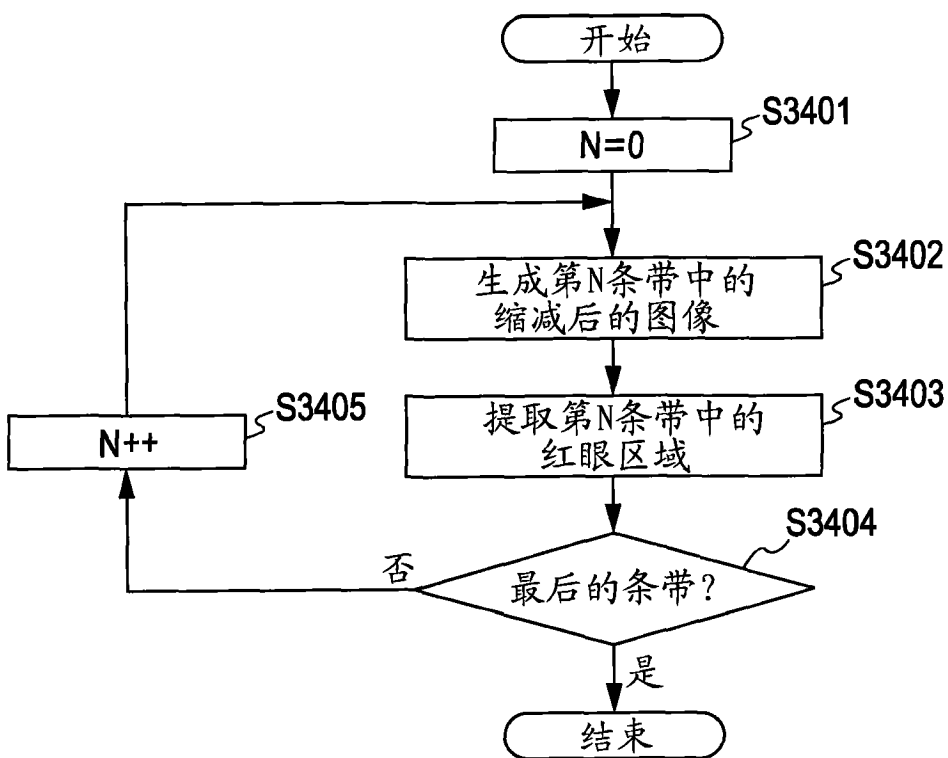 开始
S3401
N=0
S3402
生成第N条带中的
缩减后的图像
S3403
提取第N条带中的
红眼区域
S3405
N++
S3404
否
最后的条带？
是
结束